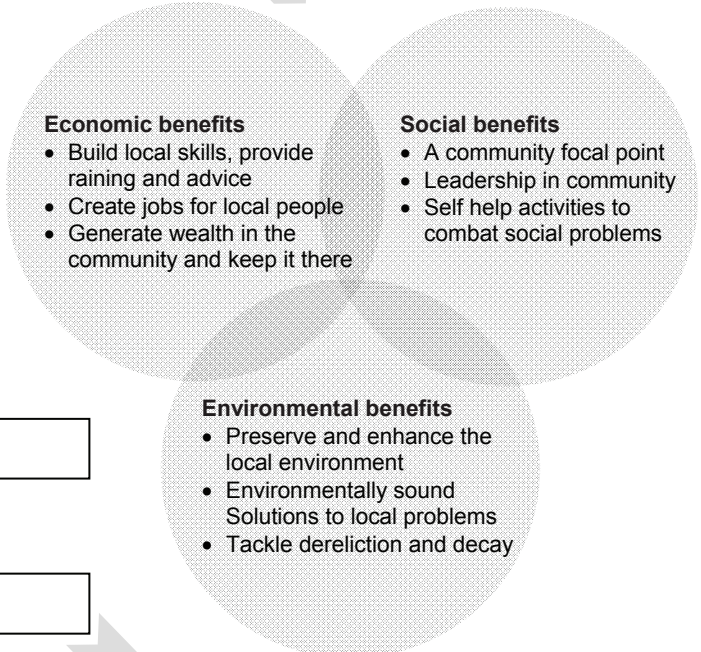 Economic benefits
• Build local skills, provide
raining and advice
• Create jobs for local people
• Generate wealth in the
community and keep it there
Social benefits
• A community focal point
• Leadership in community
• Self help activities to
combat social problems
Environmental benefits
• Preserve and enhance the
local environment
• Environmentally sound
Solutions to local problems
• Tackle dereliction and decay